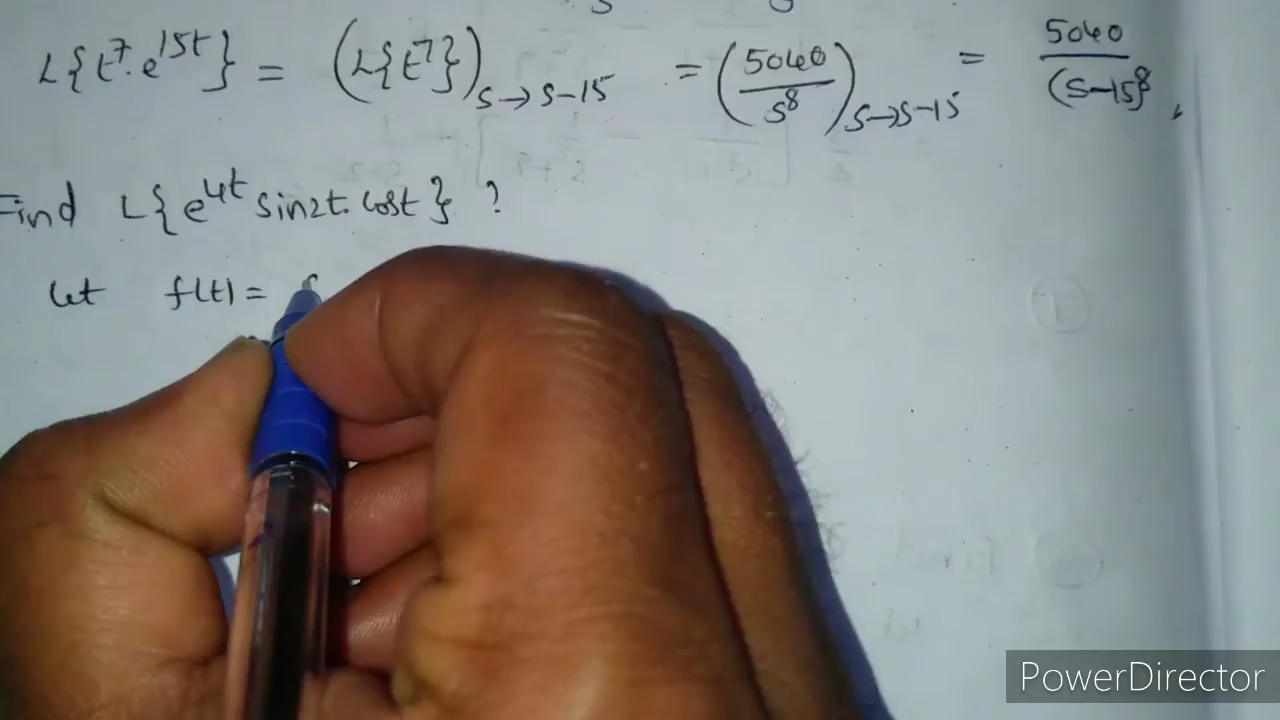 L{t⁷.e¹⁵ᵗ} = (L{t⁷})ₛ→ₛ₋₁₅ = (5040/s⁸)ₛ→ₛ₋₁₅ = 5040/(s-15)⁸,
Find L{e⁴ᵗ sin2t.cost} ?
let f(t) =
PowerDirector